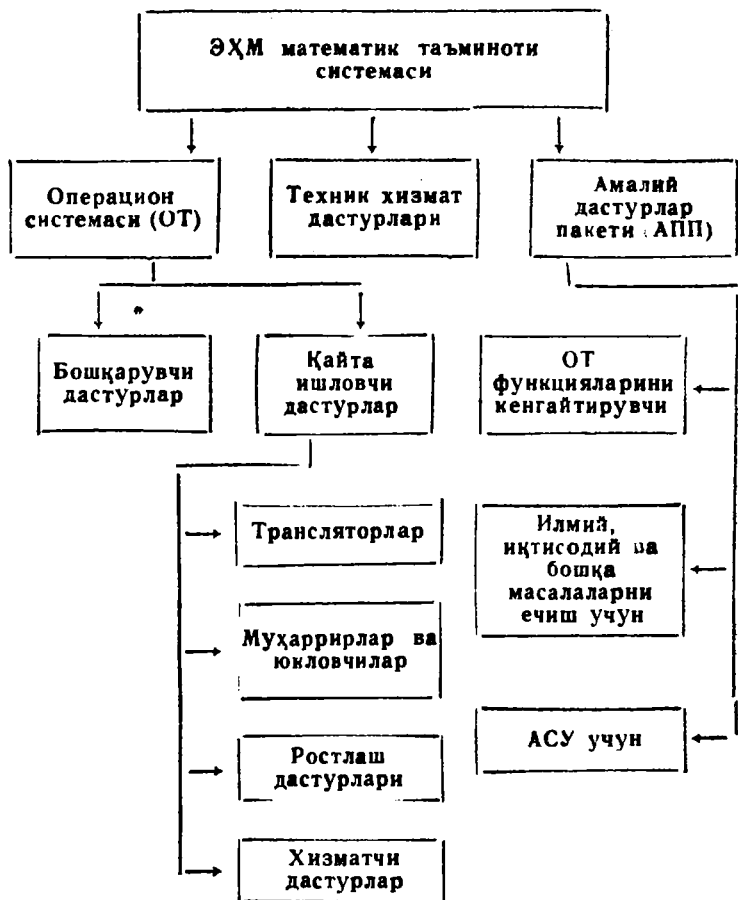 ЭҲМ математик таъминоти
системаси
Операцион
системаси (ОТ)
Техник хизмат
дастурлари
Амалий
дастурлар
пакети (АПП)
Бошқарувчи
дастурлар
Қайта
ишловчи
дастурлар
ОТ
функцияларини
кенгайтирувчи
Трансляторлар
Муҳаррирлар ва
юкловчилар
Ростлаш
дастурлари
Хизматчи
дастурлар
Илмий,
иқтисодий ва
бошқа
масалаларни
ечиш учун
АСУ учун